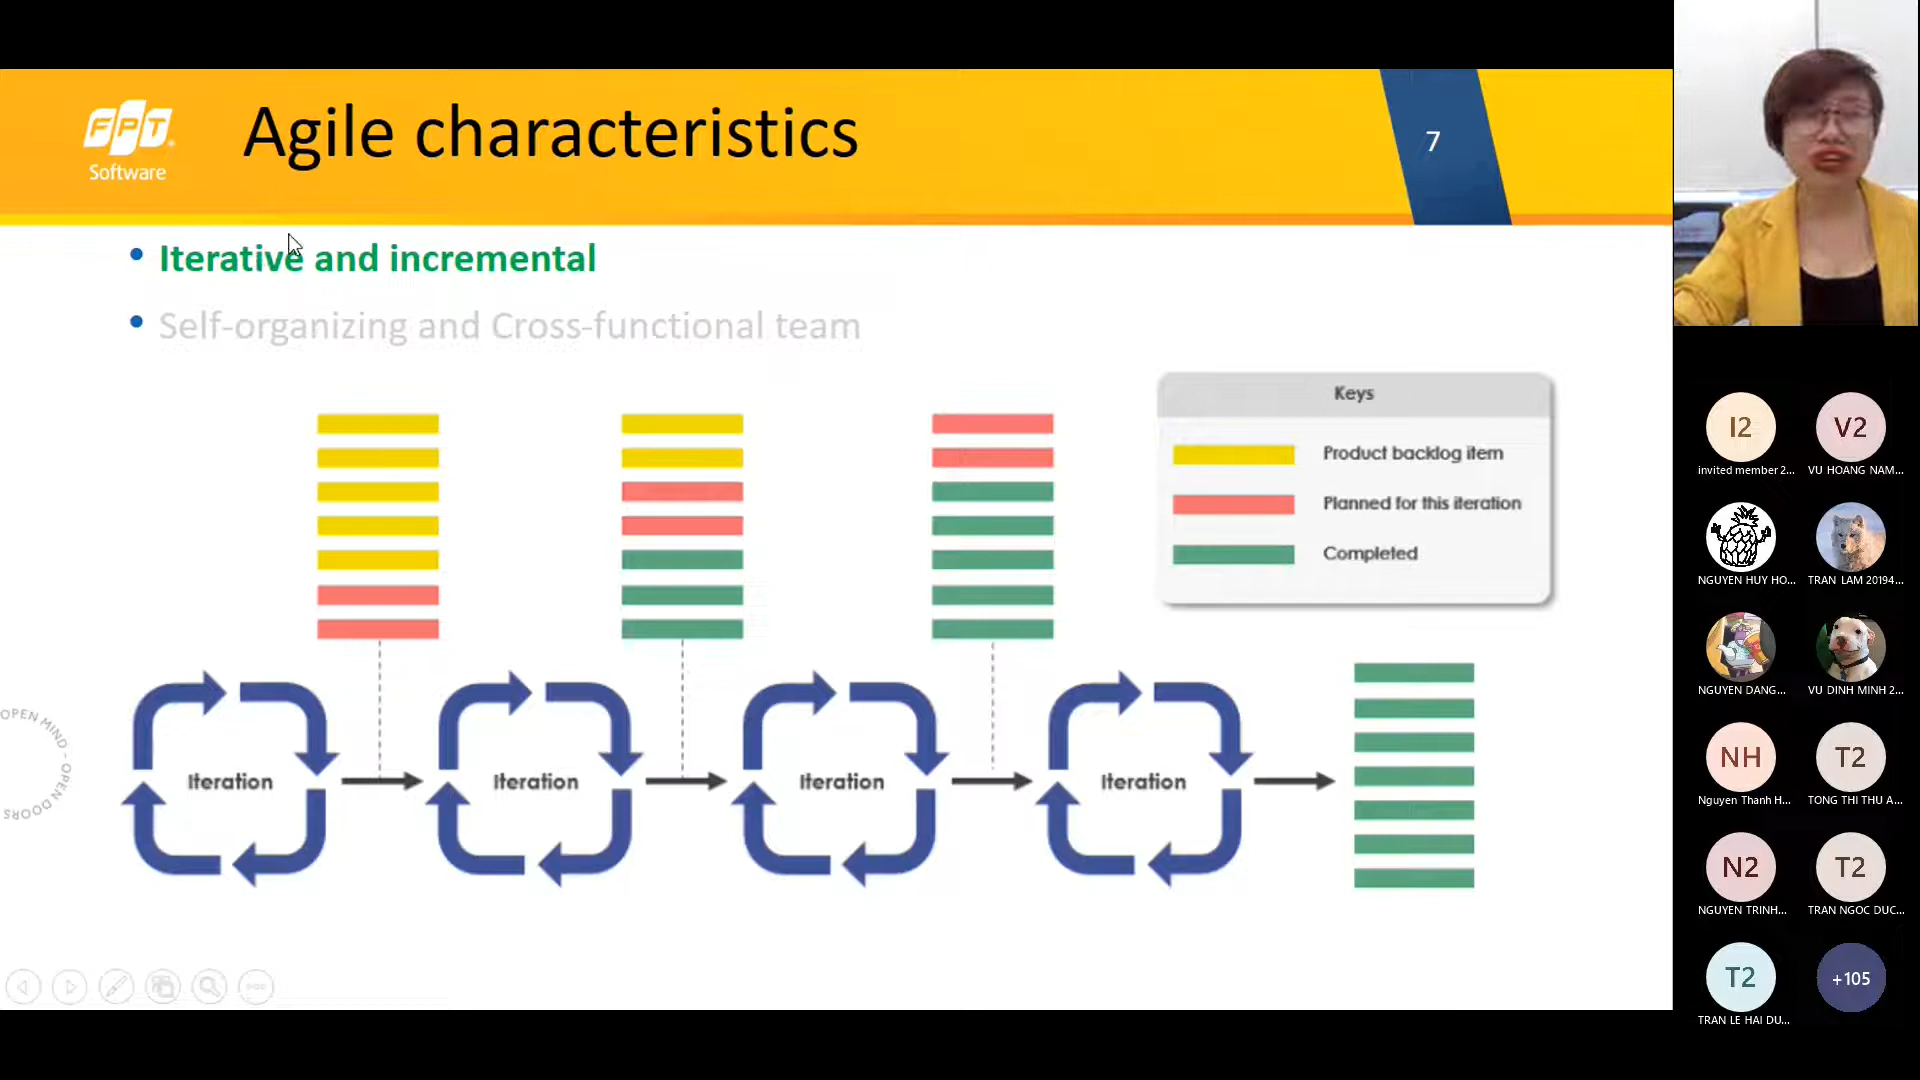 FPT
Software
Agile characteristics
7
Iterative and incremental
Self-organizing and Cross-functional team
Keys
Product backlog item
Planned for this iteration
Completed
Iteration
Iteration
Iteration
Iteration
OPEN MIND - OPEN DOORS
I2
V2
invited member 2...
VU HOANG NAM...
NGUYEN HUY HO...
TRAN LAM 20194...
NGUYEN DANG...
VU DINH MINH 2...
NH
T2
Nguyen Thanh H...
TONG THI THU A...
N2
T2
NGUYEN TRINH...
TRAN NGOC DUC...
T2
+105
TRAN LE HAI DU...